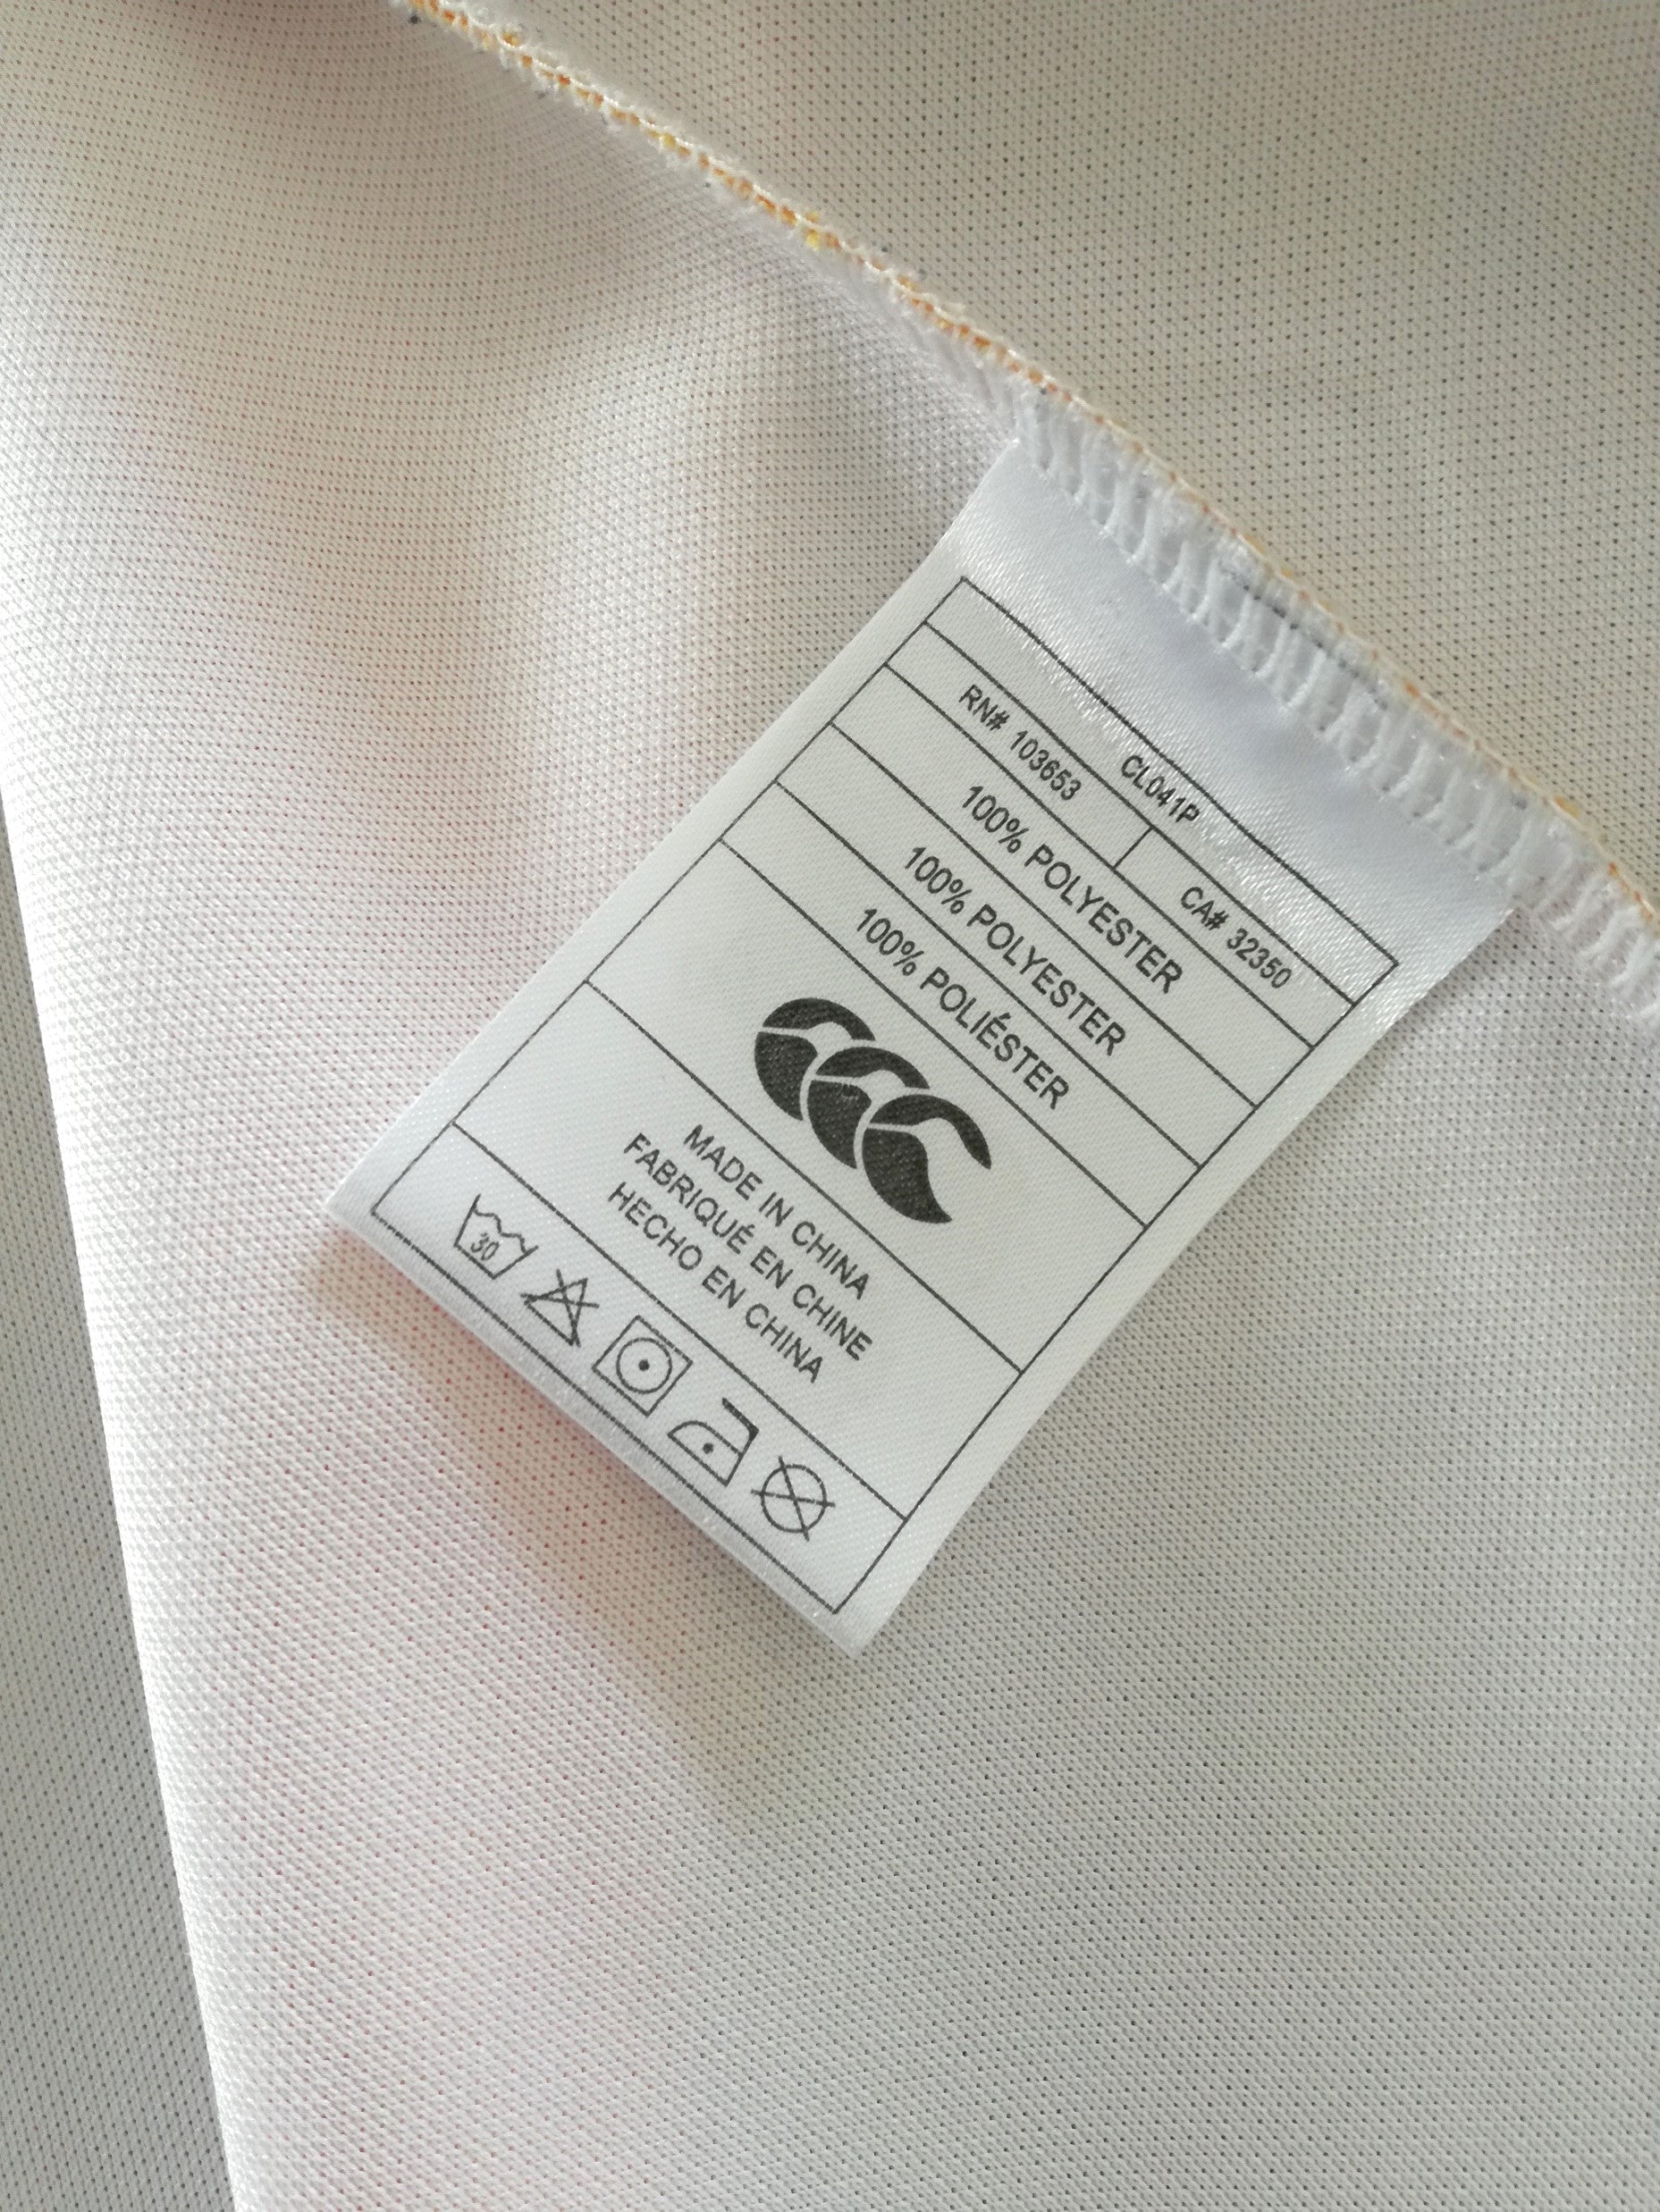 CL041P
RN# 103653 CA# 32350
100% POLYESTER
100% POLYESTER
100% POLIÉSTER
MADE IN CHINA
FABRIQUÉ EN CHINE
HECHO EN CHINA
30